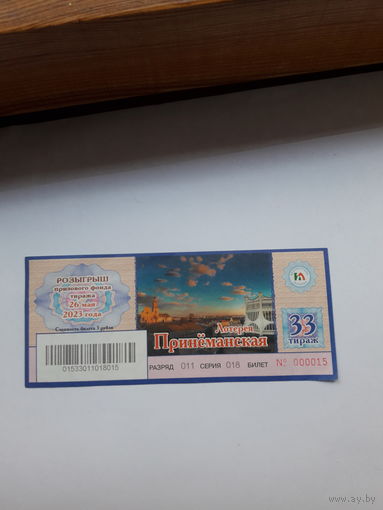 РОЗЫГРЫШ
призового фонда
тиража
26 мая
2023 года
Стоимость билета 3 рубля
01533011018015
Лотерея
Принёманская
РАЗРЯД 011 СЕРИЯ 018 БИЛЕТ № 000015
33
тираж
https://www.ay.by